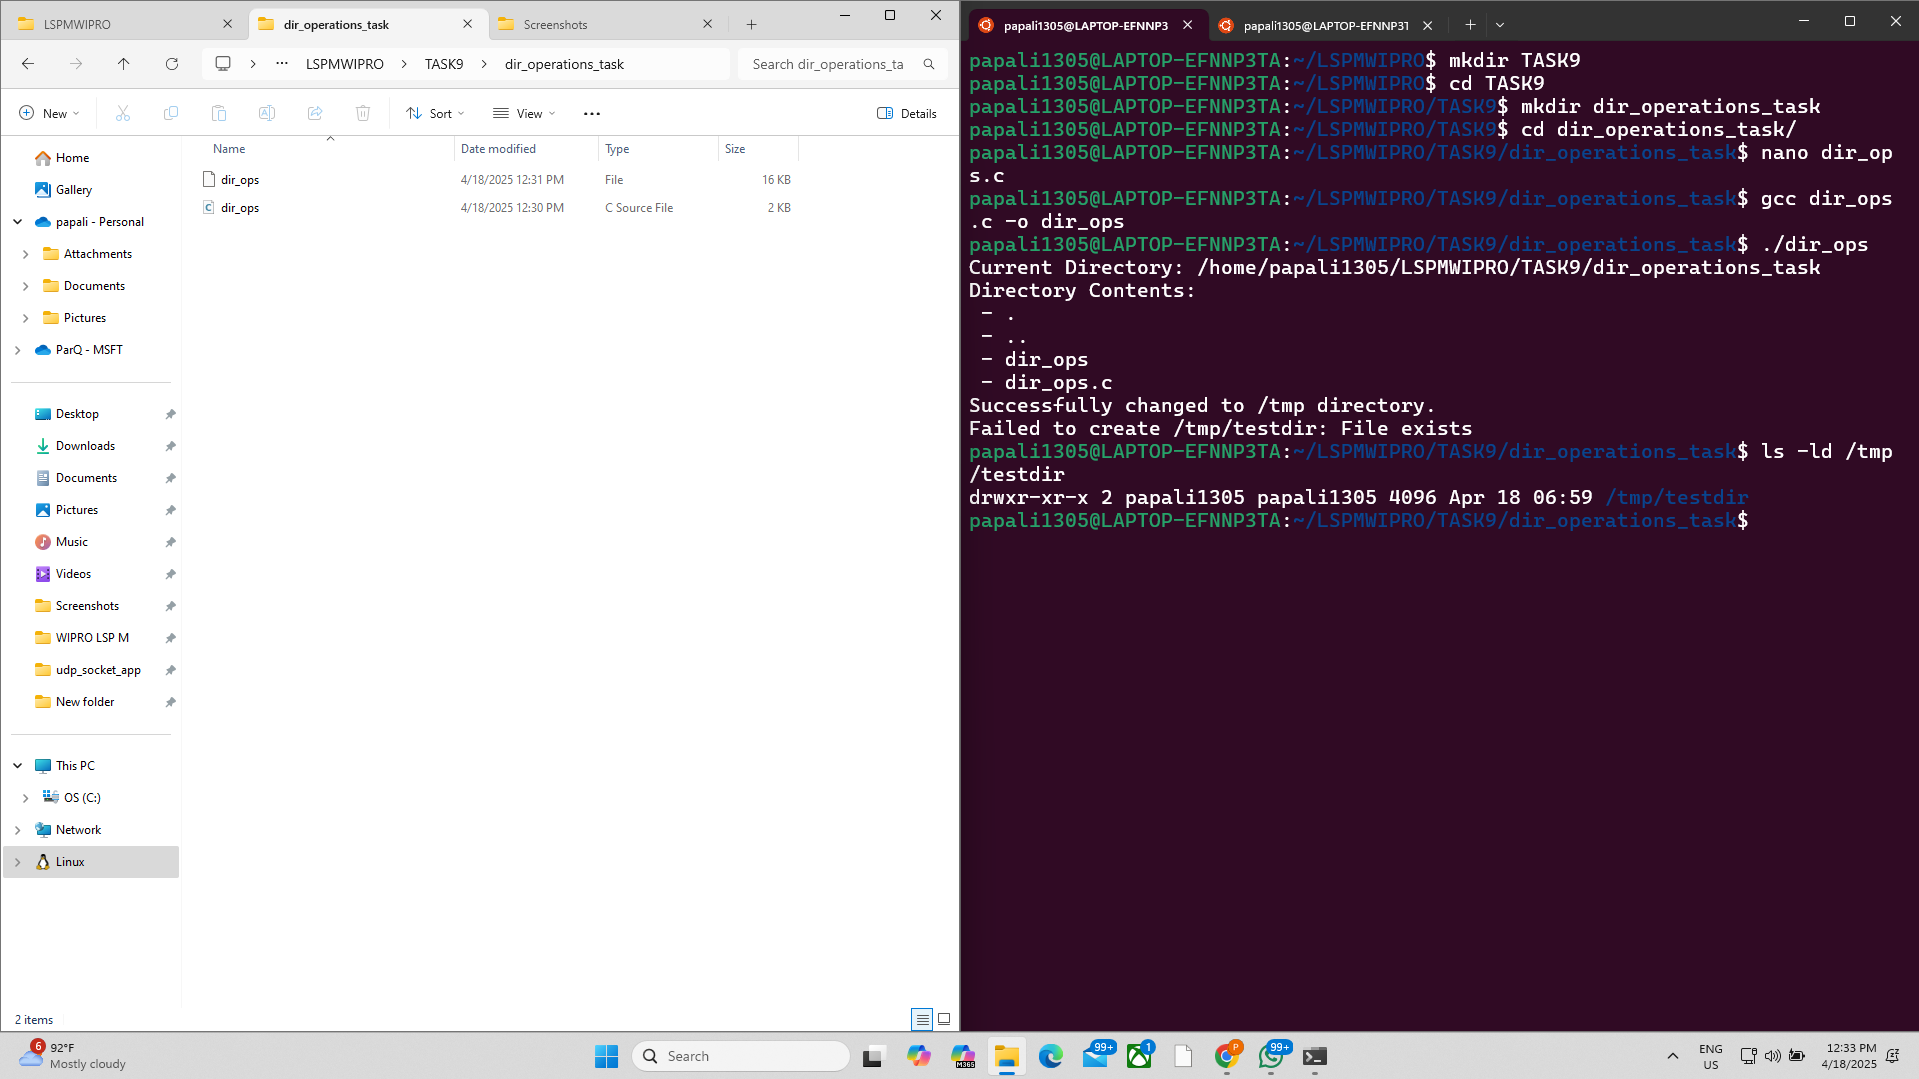 LSPMWIPRO
dir_operations_task
Screenshots
LSPMWIPRO
TASK9
dir_operations_task
Search dir_operations_ta
New
Sort
View
Details
Name
Date modified
Type
Size
dir_ops
4/18/2025 12:31 PM
File
16 KB
dir_ops
4/18/2025 12:30 PM
C Source File
2 KB
Home
Gallery
papali - Personal
Attachments
Documents
Pictures
ParQ - MSFT
Desktop
Downloads
Documents
Pictures
Music
Videos
Screenshots
WIPRO LSP M
udp_socket_app
New folder
This PC
OS (C:)
Network
Linux
2 items
papali1305@LAPTOP-EFNNP3
papali1305@LAPTOP-EFNNP3T
papali1305@LAPTOP-EFNNP3TA:~/LSPMWIPRO$ mkdir TASK9
papali1305@LAPTOP-EFNNP3TA:~/LSPMWIPRO$ cd TASK9
papali1305@LAPTOP-EFNNP3TA:~/LSPMWIPRO/TASK9$ mkdir dir_operations_task
papali1305@LAPTOP-EFNNP3TA:~/LSPMWIPRO/TASK9$ cd dir_operations_task/
papali1305@LAPTOP-EFNNP3TA:~/LSPMWIPRO/TASK9/dir_operations_task$ nano dir_op
s.c
papali1305@LAPTOP-EFNNP3TA:~/LSPMWIPRO/TASK9/dir_operations_task$ gcc dir_ops
.c -o dir_ops
papali1305@LAPTOP-EFNNP3TA:~/LSPMWIPRO/TASK9/dir_operations_task$ ./dir_ops
Current Directory: /home/papali1305/LSPMWIPRO/TASK9/dir_operations_task
Directory Contents:
- .
- ..
- dir_ops
- dir_ops.c
Successfully changed to /tmp directory.
Failed to create /tmp/testdir: File exists
papali1305@LAPTOP-EFNNP3TA:~/LSPMWIPRO/TASK9/dir_operations_task$ ls -ld /tmp
/testdir
drwxr-xr-x 2 papali1305 papali1305 4096 Apr 18 06:59 /tmp/testdir
papali1305@LAPTOP-EFNNP3TA:~/LSPMWIPRO/TASK9/dir_operations_task$
6
92°F
Mostly cloudy
Search
M365
99+
1
P
99+
ENG
US
12:33 PM
4/18/2025